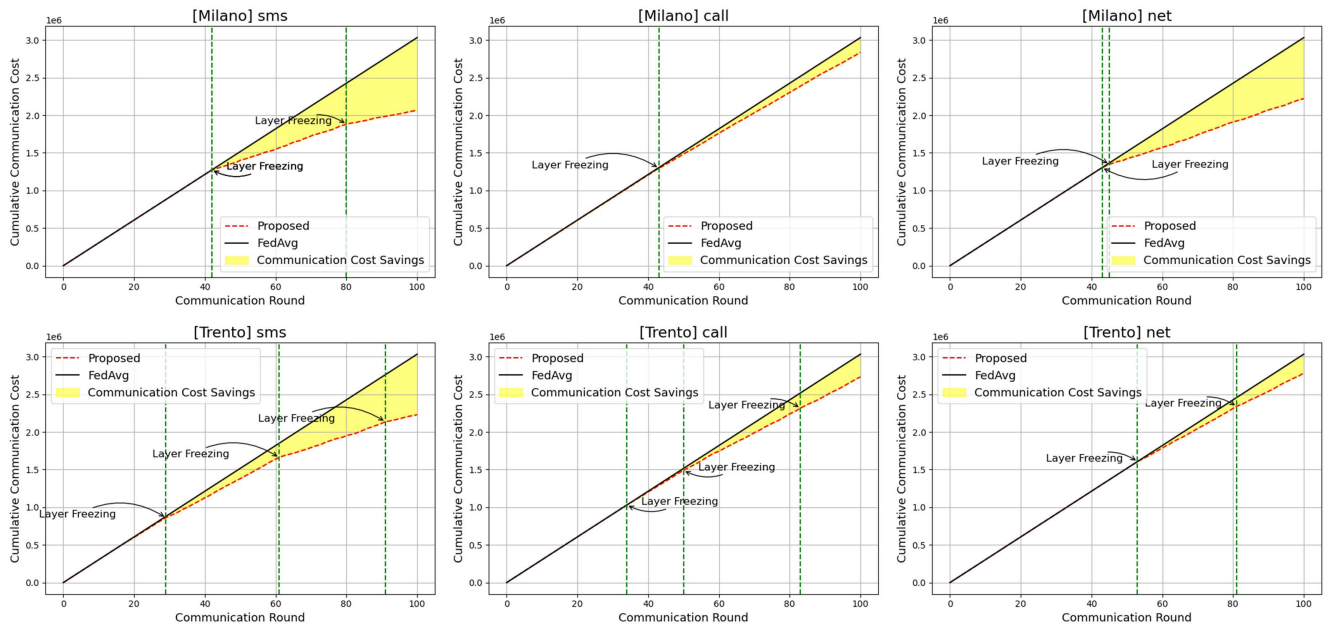 [Milano] sms
1e6
Cumulative Communication Cost
3.0
2.5
2.0
1.5
1.0
0.5
0.0
Layer Freezing
Layer Freezing
Layer Freezing
Proposed
FedAvg
Communication Cost Savings
0 20 40 60 80 100
Communication Round
[Milano] call
1e6
Cumulative Communication Cost
3.0
2.5
2.0
1.5
1.0
0.5
0.0
Layer Freezing
Proposed
FedAvg
Communication Cost Savings
0 20 40 60 80 100
Communication Round
[Milano] net
1e6
Cumulative Communication Cost
3.0
2.5
2.0
1.5
1.0
0.5
0.0
Layer Freezing
Layer Freezing
Proposed
FedAvg
Communication Cost Savings
0 20 40 60 80 100
Communication Round
[Trento] sms
1e6
Cumulative Communication Cost
3.0
2.5
2.0
1.5
1.0
0.5
0.0
Proposed
FedAvg
Communication Cost Savings
Layer Freezing
Layer Freezing
Layer Freezing
0 20 40 60 80 100
Communication Round
[Trento] call
1e6
Cumulative Communication Cost
3.0
2.5
2.0
1.5
1.0
0.5
0.0
Proposed
FedAvg
Communication Cost Savings
Layer Freezing
Layer Freezing
Layer Freezing
0 20 40 60 80 100
Communication Round
[Trento] net
1e6
Cumulative Communication Cost
3.0
2.5
2.0
1.5
1.0
0.5
0.0
Proposed
FedAvg
Communication Cost Savings
Layer Freezing
Layer Freezing
0 20 40 60 80 100
Communication Round